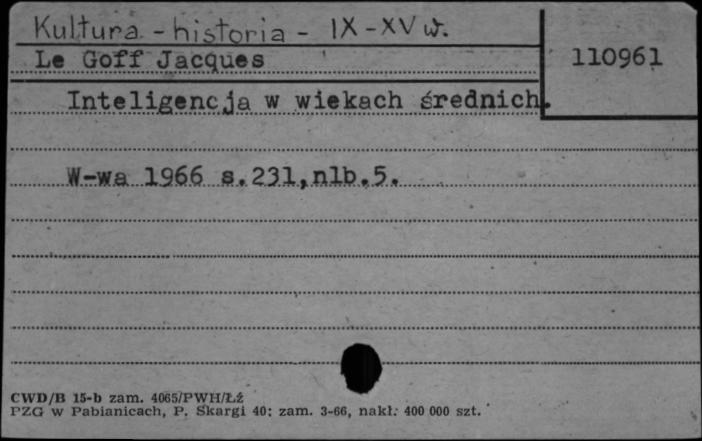 Kultura - historia - IX - XV w.
Le Goff Jacques
110961
Inteligencja w wiekach średnich.
W-wa 1966 s.231,nlb.5.
CWD/B 15-b zam. 4065/PWH/Łź
PZG w Pabianicach, P. Skargi 40; zam. 3-66, nakł. 400 000 szt.